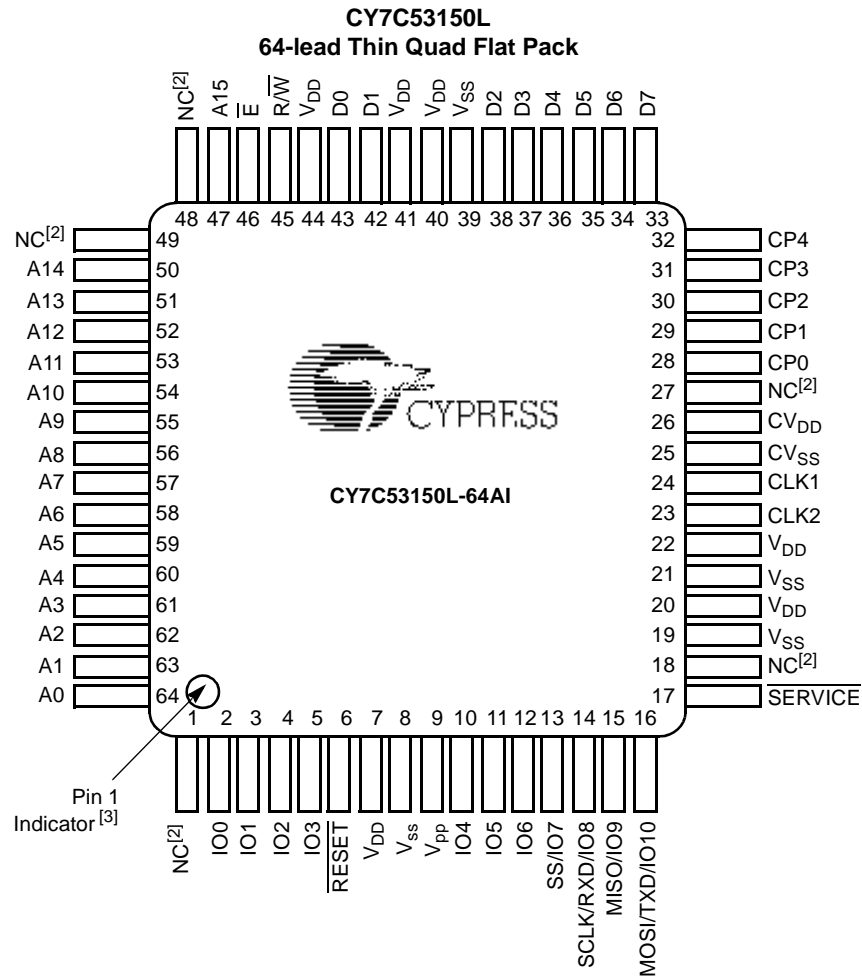 CY7C53150L
64-lead Thin Quad Flat Pack
NC[2]
A15
E
R/W
VDD
D0
D1
VDD
VDD
VSS
D2
D3
D4
D5
D6
D7
48 47 46 45 44 43 42 41 40 39 38 37 36 35 34 33
NC[2] 49 32 CP4
A14 50 31 CP3
A13 51 30 CP2
A12 52 29 CP1
A11 53 28 CP0
A10 54 27 NC[2]
A9 55 26 CVDD
CYPRESS
A8 56 25 CVSS
A7 57 24 CLK1
CY7C53150L-64AI
A6 58 23 CLK2
A5 59 22 VDD
A4 60 21 VSS
A3 61 20 VDD
A2 62 19 VSS
A1 63 18 NC[2]
A0 64 17 SERVICE
1 2 3 4 5 6 7 8 9 10 11 12 13 14 15 16
Pin 1
Indicator [3]
NC[2]
IO0
IO1
IO2
IO3
RESET
VDD
Vss
Vpp
IO4
IO5
IO6
SS/IO7
SCLK/RXD/IO8
MISO/IO9
MOSI/TXD/IO10